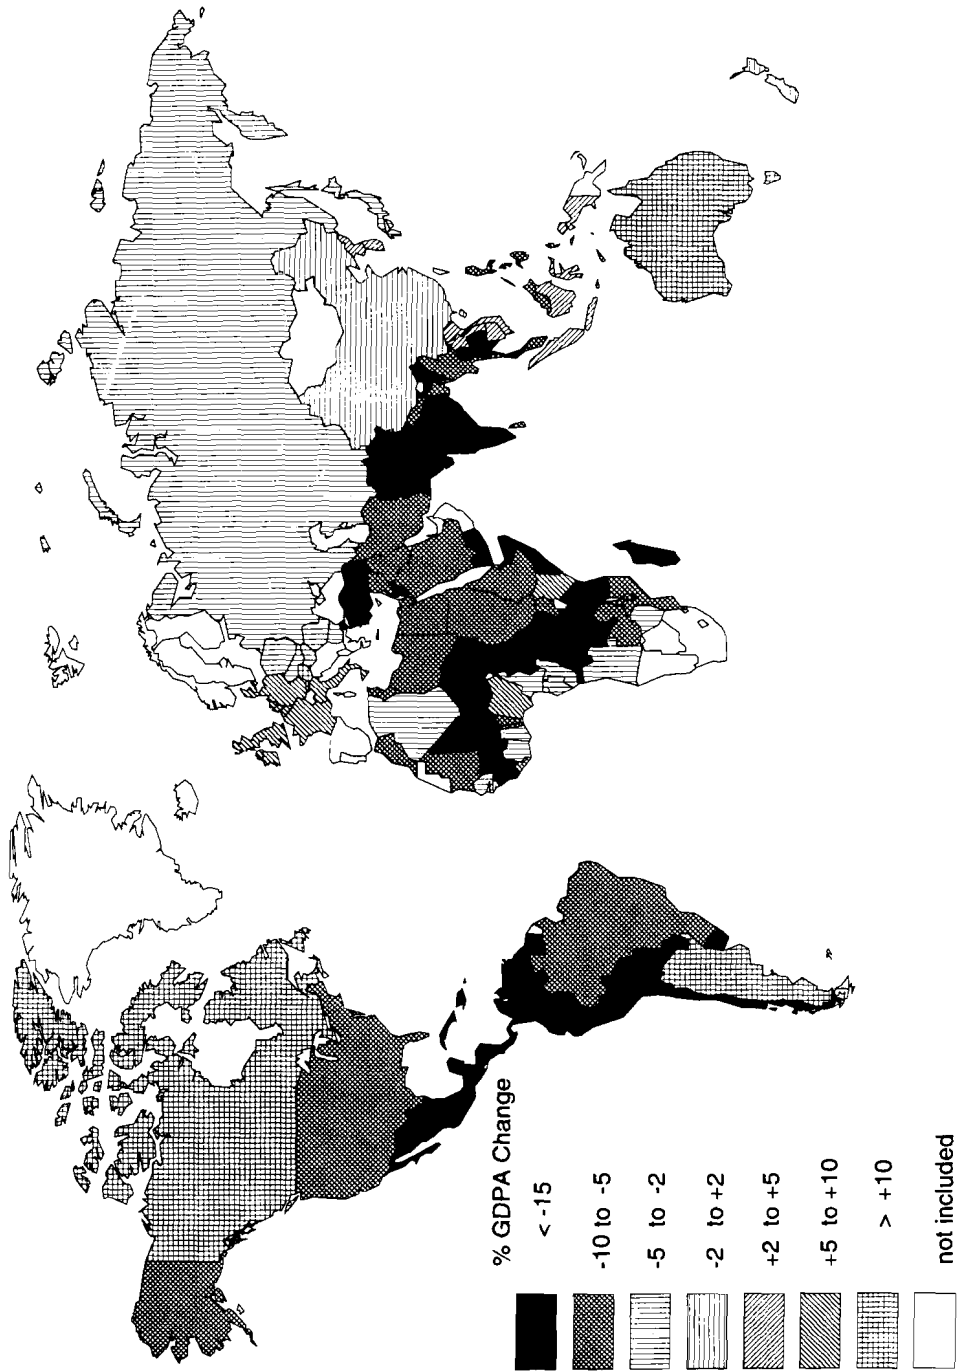 % GDPA Change
< -15
-10 to -5
-5 to -2
-2 to +2
+2 to +5
+5 to +10
> +10
not included